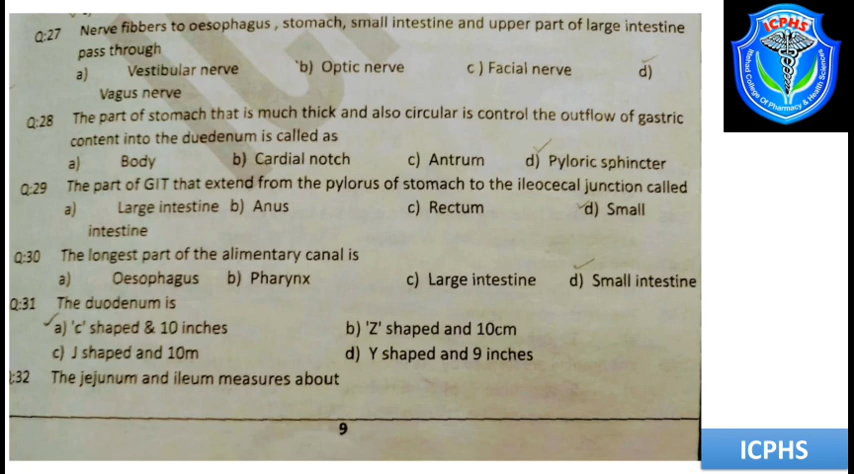 Q:27 Nerve fibbers to oesophagus , stomach, small intestine and upper part of large intestine
pass through
a) Vestibular nerve `b) Optic nerve c ) Facial nerve d)
Vagus nerve
Q:28 The part of stomach that is much thick and also circular is control the outflow of gastric
content into the duedenum is called as
a) Body b) Cardial notch c) Antrum d) Pyloric sphincter
Q:29 The part of GIT that extend from the pylorus of stomach to the ileocecal junction called
a) Large intestine b) Anus c) Rectum d) Small
intestine
Q:30 The longest part of the alimentary canal is
a) Oesophagus b) Pharynx c) Large intestine d) Small intestine
Q:31 The duodenum is
a) 'c' shaped & 10 inches b) 'Z' shaped and 10cm
c) J shaped and 10m d) Y shaped and 9 inches
:32 The jejunum and ileum measures about
9
ICPHS
College Of Pharmacy & Health Sciences
ICPHS